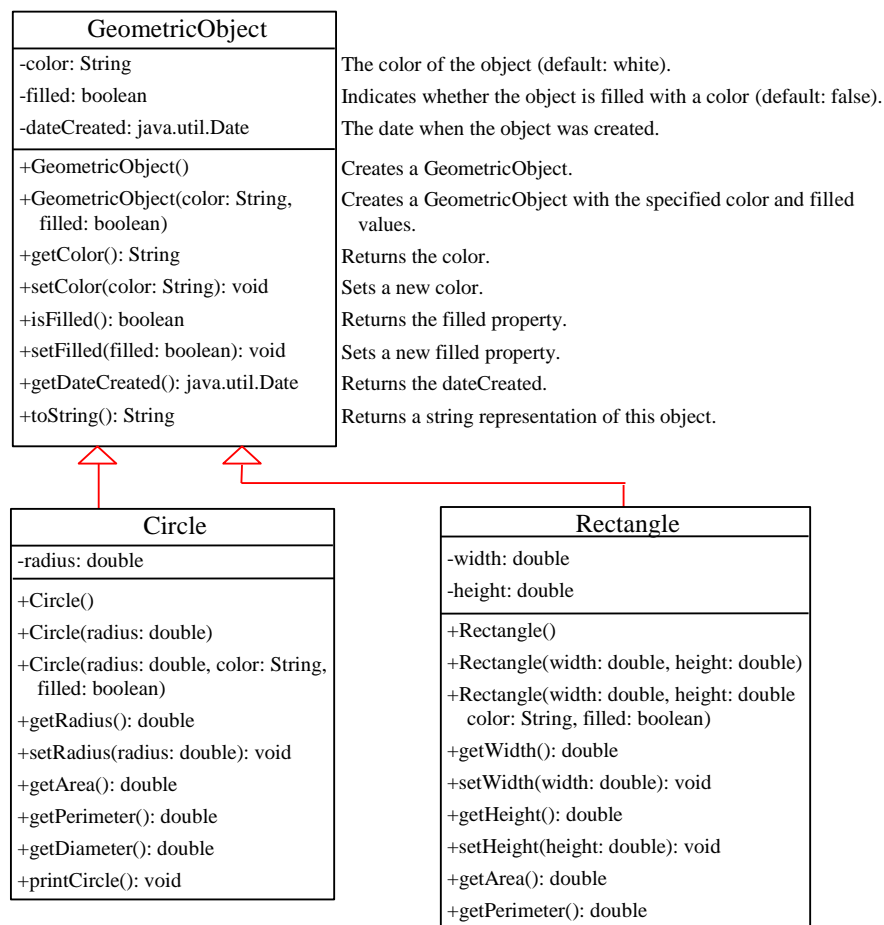 GeometricObject
-color: String
The color of the object (default: white).
-filled: boolean
Indicates whether the object is filled with a color (default: false).
-dateCreated: java.util.Date
The date when the object was created.
+GeometricObject()
Creates a GeometricObject.
+GeometricObject(color: String,
filled: boolean)
Creates a GeometricObject with the specified color and filled
values.
+getColor(): String
Returns the color.
+setColor(color: String): void
Sets a new color.
+isFilled(): boolean
Returns the filled property.
+setFilled(filled: boolean): void
Sets a new filled property.
+getDateCreated(): java.util.Date
Returns the dateCreated.
+toString(): String
Returns a string representation of this object.
Circle
-radius: double
+Circle()
+Circle(radius: double)
+Circle(radius: double, color: String,
filled: boolean)
+getRadius(): double
+setRadius(radius: double): void
+getArea(): double
+getPerimeter(): double
+getDiameter(): double
+printCircle(): void
Rectangle
-width: double
-height: double
+Rectangle()
+Rectangle(width: double, height: double)
+Rectangle(width: double, height: double
color: String, filled: boolean)
+getWidth(): double
+setWidth(width: double): void
+getHeight(): double
+setHeight(height: double): void
+getArea(): double
+getPerimeter(): double